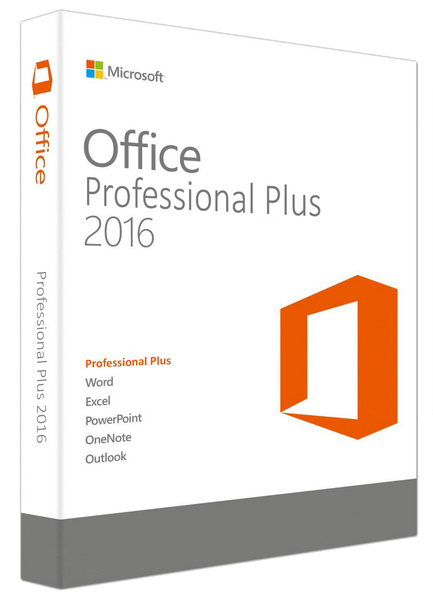 Microsoft
Office
Professional Plus
2016
Professional Plus
Word
Excel
PowerPoint
OneNote
Outlook
Office
Professional Plus 2016